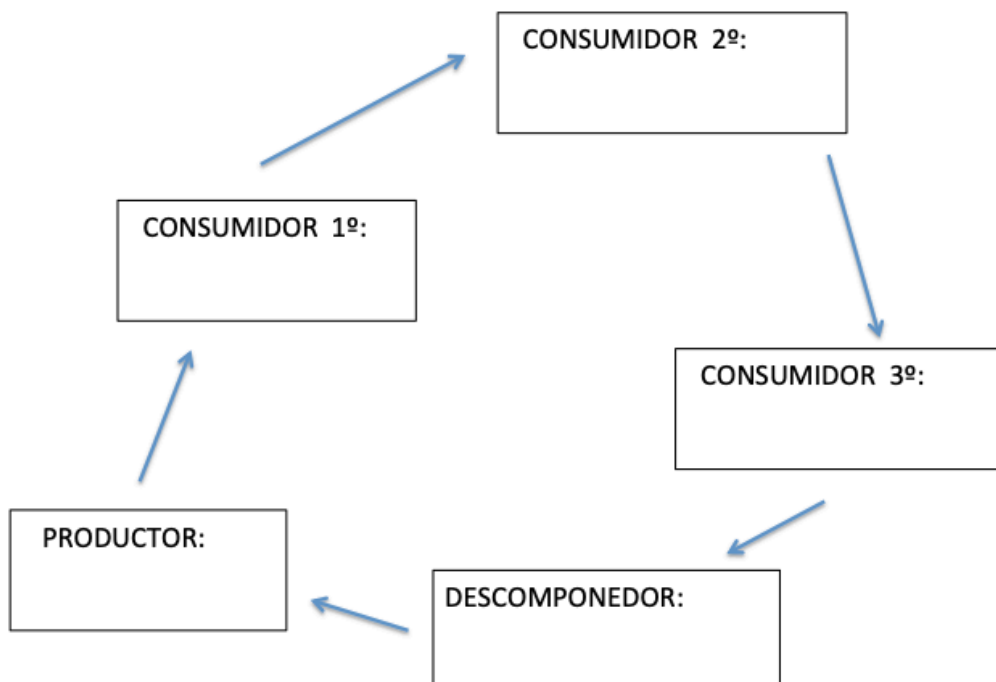 CONSUMIDOR 2º:
CONSUMIDOR 1º:
CONSUMIDOR 3º:
PRODUCTOR:
DESCOMPONEDOR: